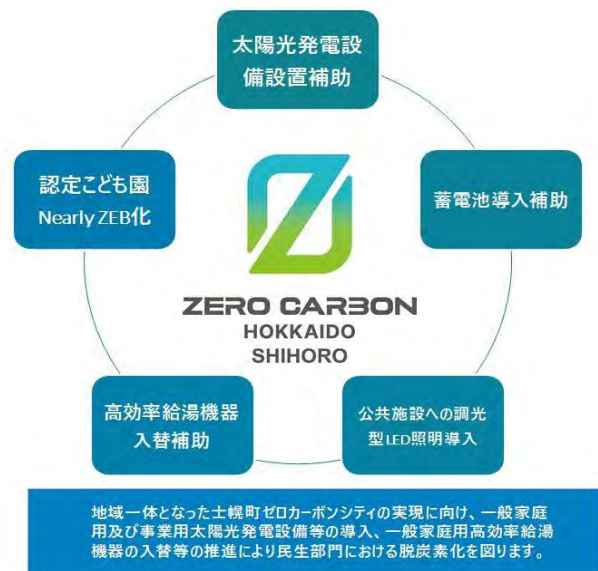 太陽光発電設
備設置補助
認定こども園
Nearly ZEB化
蓄電池導入補助
ZERO CARBON
HOKKAIDO
SHIHORO
高効率給湯機器
入替補助
公共施設への調光
型LED照明導入
地域一体となった士幌町ゼロカーボンシティの実現に向け、一般家庭
用及び事業用太陽光発電設備等の導入、一般家庭用高効率給湯
機器の入替等の推進により民生部門における脱炭素化を図ります。